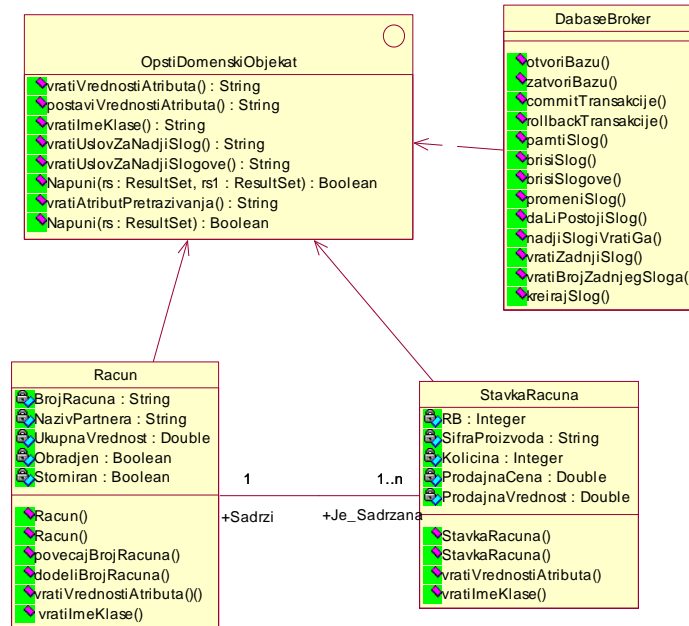 OpstiDomenskiObjekat
vratiVrednostiAtributa() : String
postaviVrednostiAtributa() : String
vratiImeKlase() : String
vratiUslovZaNadjiSlog() : String
vratiUslovZaNadjiSlogove() : String
Napuni(rs : ResultSet, rs1 : ResultSet) : Boolean
vratiAtributPretrazivanja() : String
Napuni(rs : ResultSet) : Boolean
DabaseBroker
otvoriBazu()
zatvoriBazu()
commitTransakcije()
rollbackTransakcije()
pamtiSlog()
brisiSlog()
brisiSlogove()
promeniSlog()
daLiPostojiSlog()
nadjiSlogiVratiGa()
vratiZadnjiSlog()
vratiBrojZadnjegSloga()
kreirajSlog()
Racun
BrojRacuna : String
NazivPartnera : String
UkupnaVrednost : Double
Obradjen : Boolean
Storniran : Boolean
Racun()
Racun()
povecajBrojRacuna()
dodeliBrojRacuna()
vratiVrednostiAtributa()()
vratiImeKlase()
1
1..n
+Sadrzi
+Je_Sadrzana
StavkaRacuna
RB : Integer
SifraProizvoda : String
Kolicina : Integer
ProdajnaCena : Double
ProdajnaVrednost : Double
StavkaRacuna()
StavkaRacuna()
vratiVrednostiAtributa()
vratiImeKlase()